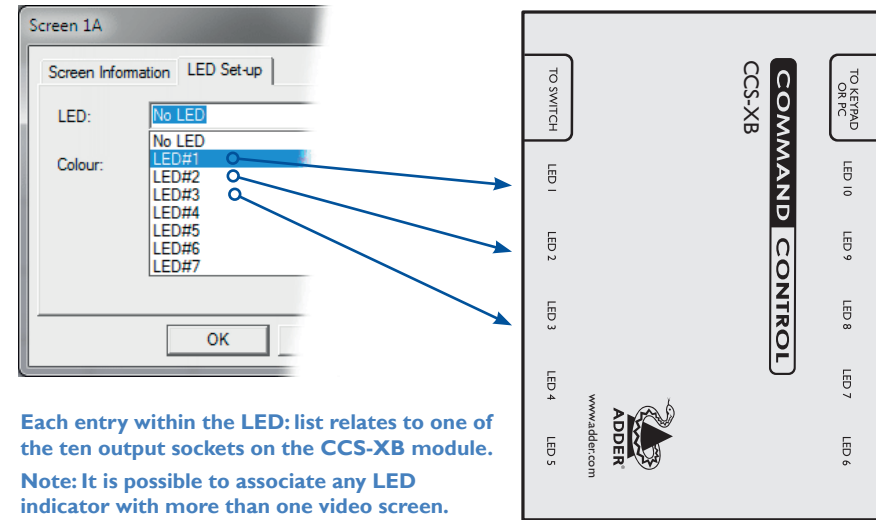 Screen 1A
Screen Information
LED Set-up
LED:
No LED
No LED
LED#1
Colour:
LED#2
LED#3
LED#4
LED#5
LED#6
LED#7
OK
Each entry within the LED: list relates to one of
the ten output sockets on the CCS-XB module.
Note: It is possible to associate any LED
indicator with more than one video screen.
TO SWITCH
LED 1
LED 2
LED 3
LED 4
LED 5
www.adder.com
ADDER®
CCS-XB
COMMAND CONTROL
TO KEYPAD
OR PC
LED 10
LED 9
LED 8
LED 7
LED 6